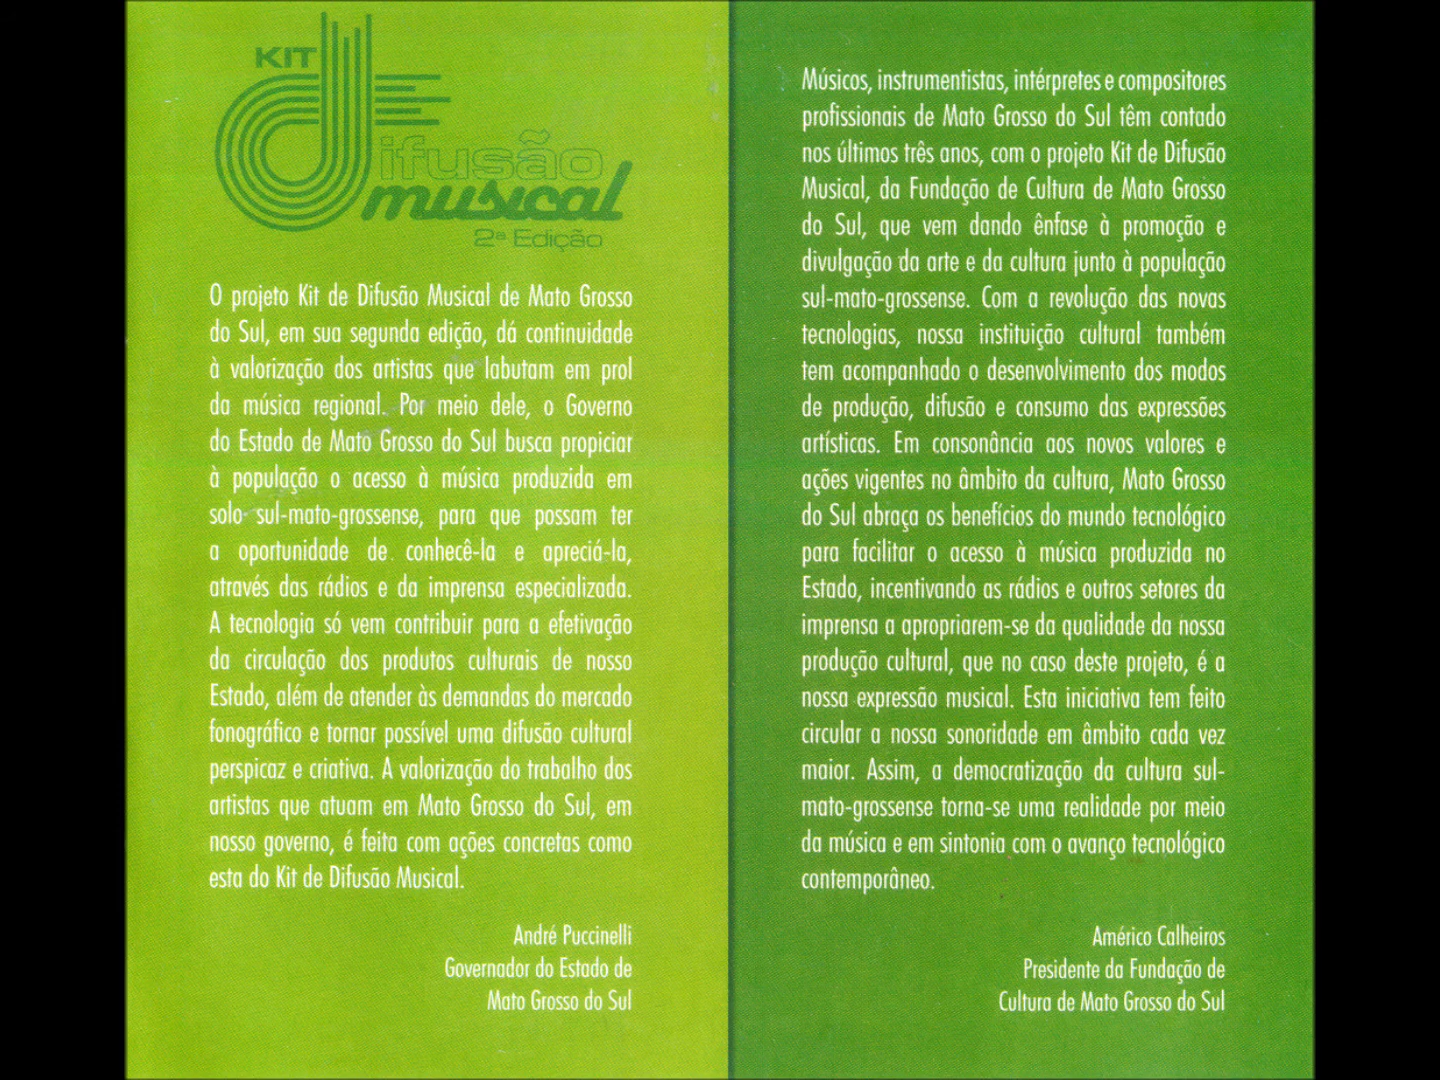 KIT
difusão
musical
2ª Edição
O projeto Kit de Difusão Musical de Mato Grosso
do Sul, em sua segunda edição, dá continuidade
à valorização dos artistas que labutam em prol
da música regional. Por meio dele, o Governo
do Estado de Mato Grosso do Sul busca propiciar
à população o acesso à música produzida em
solo sul-mato-grossense, para que possam ter
a oportunidade de conhecê-la e apreciá-la,
através das rádios e da imprensa especializada.
A tecnologia só vem contribuir para a efetivação
da circulação dos produtos culturais de nosso
Estado, além de atender às demandas do mercado
fonográfico e tornar possível uma difusão cultural
perspicaz e criativa. A valorização do trabalho dos
artistas que atuam em Mato Grosso do Sul, em
nosso governo, é feita com ações concretas como
esta do Kit de Difusão Musical.
André Puccinelli
Governador do Estado de
Mato Grosso do Sul
Músicos, instrumentistas, intérpretes e compositores
profissionais de Mato Grosso do Sul têm contado
nos últimos três anos, com o projeto Kit de Difusão
Musical, da Fundação de Cultura de Mato Grosso
do Sul, que vem dando ênfase à promoção e
divulgação da arte e da cultura junto à população
sul-mato-grossense. Com a revolução das novas
tecnologias, nossa instituição cultural também
tem acompanhado o desenvolvimento dos modos
de produção, difusão e consumo das expressões
artísticas. Em consonância aos novos valores e
ações vigentes no âmbito da cultura, Mato Grosso
do Sul abraça os benefícios do mundo tecnológico
para facilitar o acesso à música produzida no
Estado, incentivando as rádios e outros setores da
imprensa a apropriarem-se da qualidade da nossa
produção cultural, que no caso deste projeto, é a
nossa expressão musical. Esta iniciativa tem feito
circular a nossa sonoridade em âmbito cada vez
maior. Assim, a democratização da cultura sul-
mato-grossense torna-se uma realidade por meio
da música e em sintonia com o avanço tecnológico
contemporâneo.
Américo Calheiros
Presidente da Fundação de
Cultura de Mato Grosso do Sul